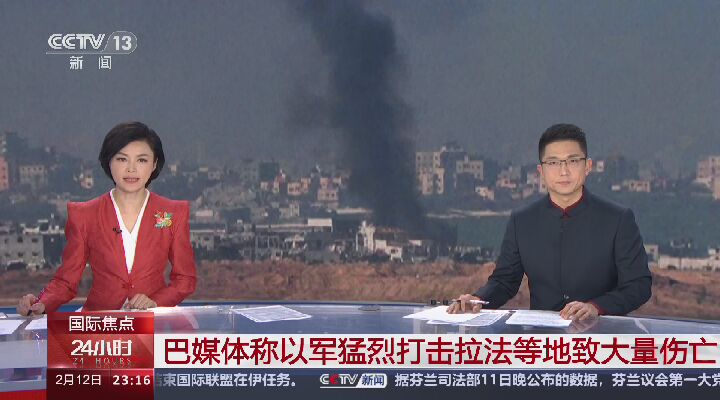 CCTV 13
新闻
国际焦点
24小时
24 HOURS
巴媒体称以军猛烈打击拉法等地致大量伤亡
2月12日 23:16
束国际联盟在伊任务。 CCTV新闻 据芬兰司法部11日晚公布的数据，芬兰议会第一大党